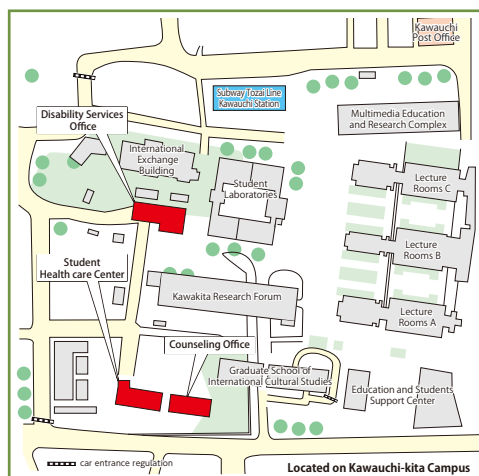 Kawauchi
Post Office
Subway Tozai Line
Kawauchi Station
Disability Services
Office
Multimedia Education
and Research Complex
International
Exchange
Building
Student
Laboratories
Lecture
Rooms C
Lecture
Rooms B
Student
Health care Center
Kawakita Research Forum
Lecture
Rooms A
Counseling Office
Graduate School of
International Cultural Studies
Education and Students
Support Center
car entrance regulation
Located on Kawauchi-kita Campus